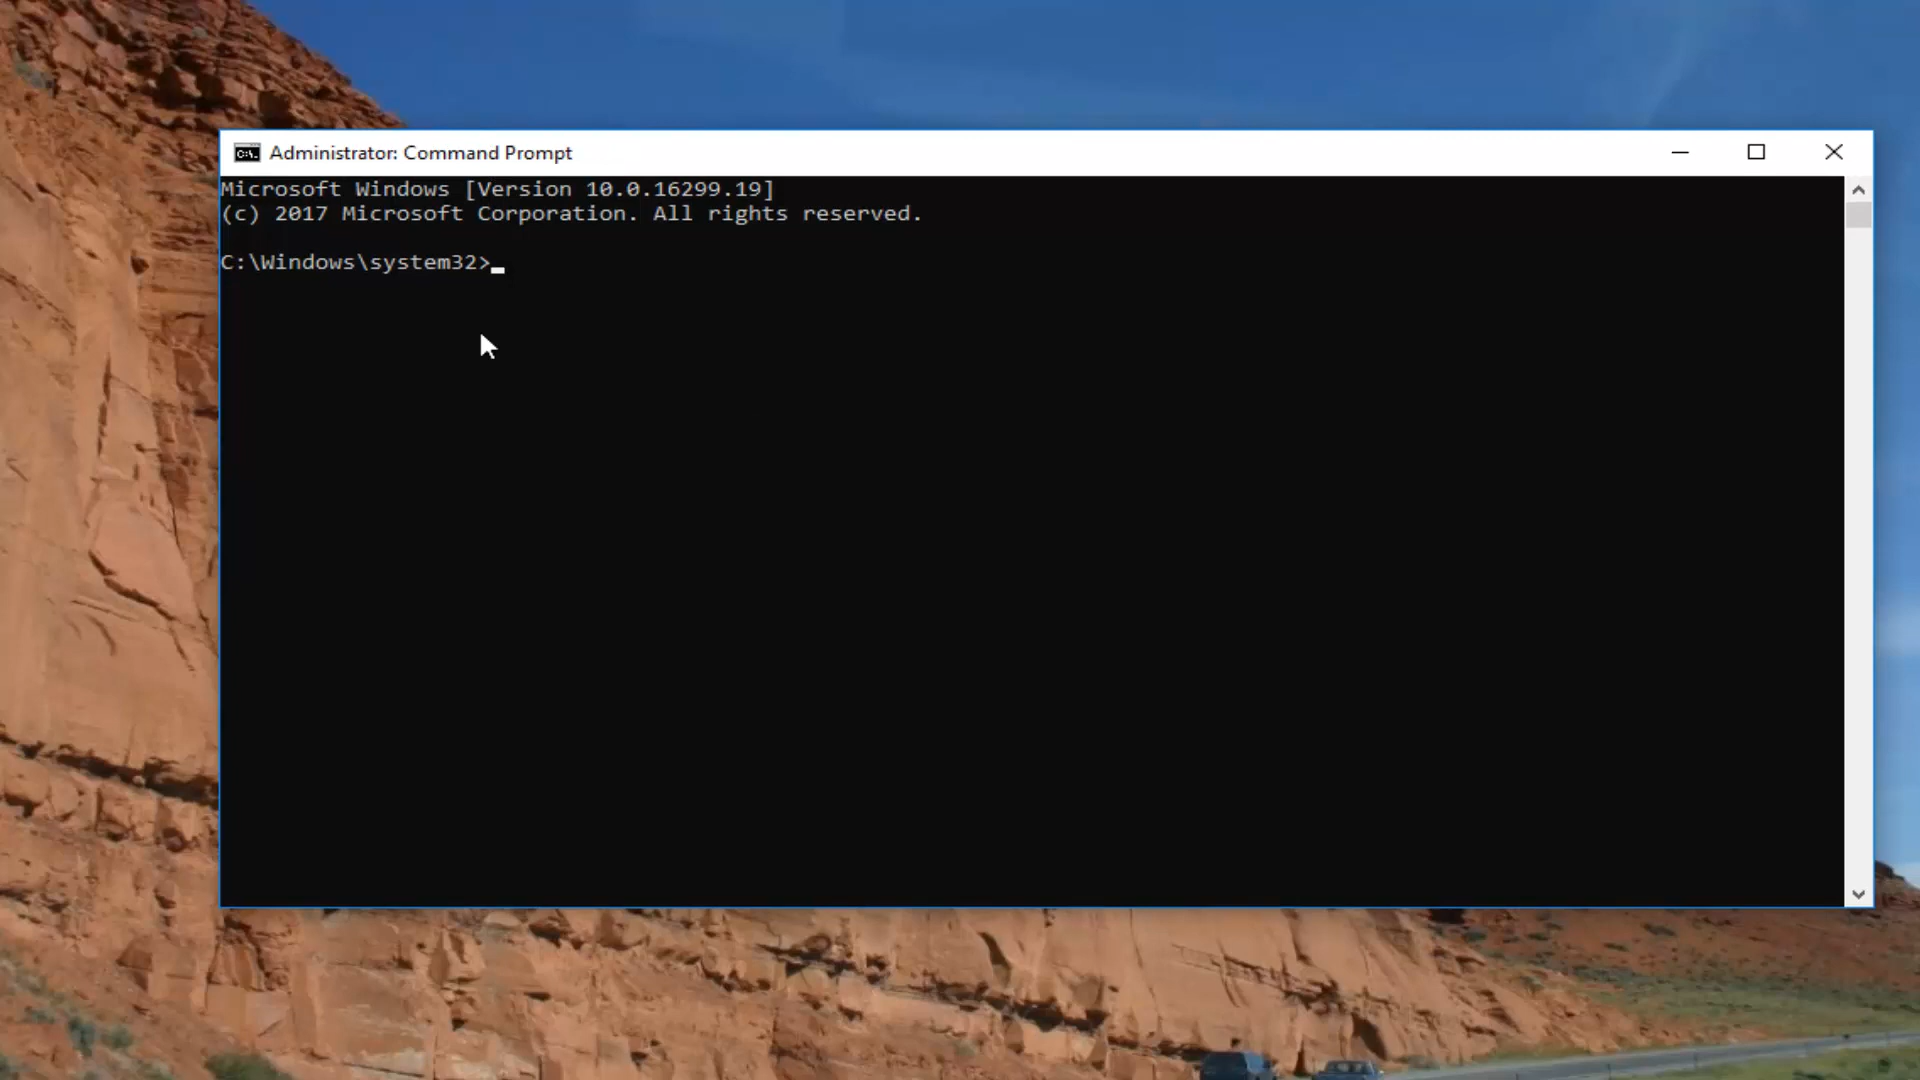 Administrator: Command Prompt
Microsoft Windows [Version 10.0.16299.19]
(c) 2017 Microsoft Corporation. All rights reserved.
C:\Windows\system32>